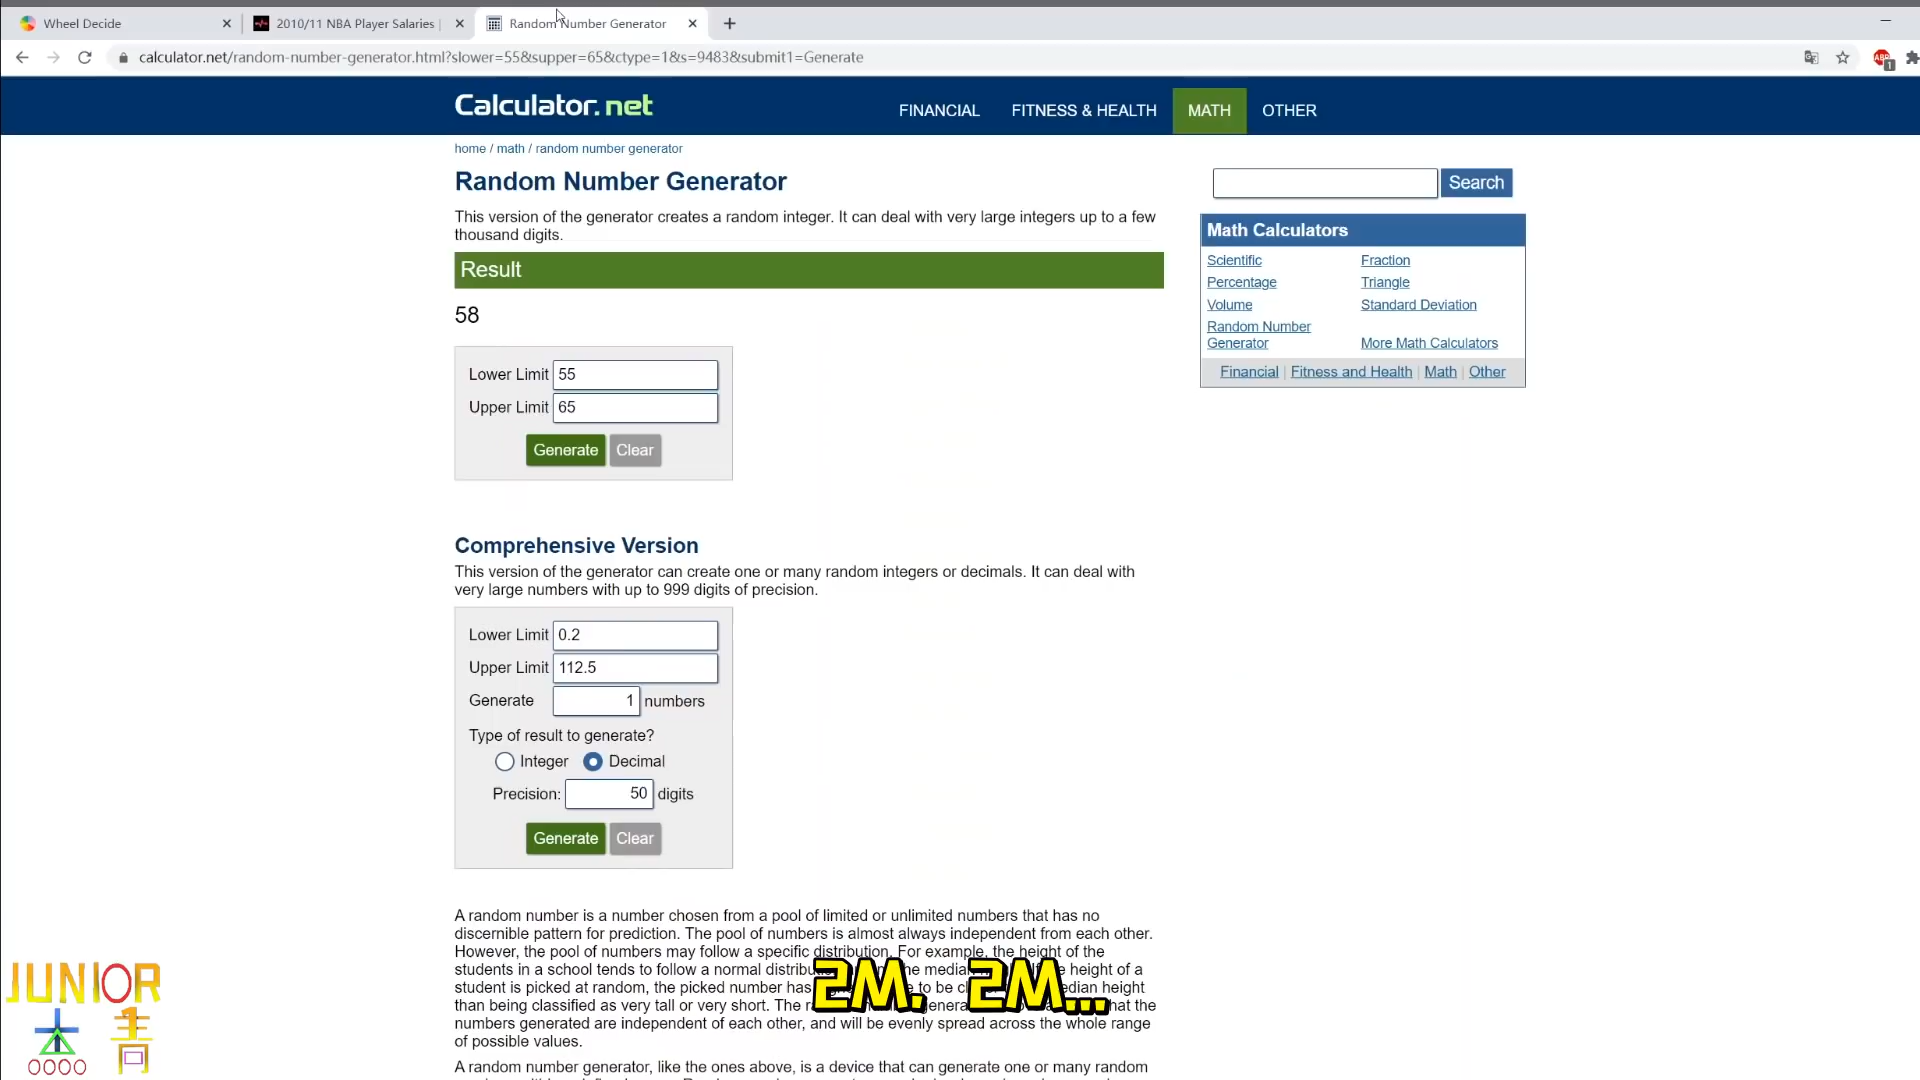 Wheel Decide
2010/11 NBA Player Salaries |
Random Number Generator
calculator.net/random-number-generator.html?slower=55&supper=65&ctype=1&s=9483&submit1=Generate
ABP
1
Calculator.net
FINANCIAL
FITNESS & HEALTH
MATH
OTHER
home / math / random number generator
Random Number Generator
This version of the generator creates a random integer. It can deal with very large integers up to a few
thousand digits.
Result
58
Lower Limit 55
Upper Limit 65
Generate Clear
Search
Math Calculators
Scientific Fraction
Percentage Triangle
Volume Standard Deviation
Random Number
Generator More Math Calculators
Financial | Fitness and Health | Math | Other
Comprehensive Version
This version of the generator can create one or many random integers or decimals. It can deal with
very large numbers with up to 999 digits of precision.
Lower Limit 0.2
Upper Limit 112.5
Generate 1 numbers
Type of result to generate?
Integer Decimal
Precision: 50 digits
Generate Clear
A random number is a number chosen from a pool of limited or unlimited numbers that has no
discernible pattern for prediction. The pool of numbers is almost always independent from each other.
However, the pool of numbers may follow a specific distribution. For example, the height of the
students in a school tends to follow a normal height of a
student is picked at random, the picked number has to be median height
than being classified as very tall or very short. The that the
numbers generated are independent of each other, and will be evenly spread across the whole range
of possible values.
A random number generator, like the ones above, is a device that can generate one or many random
2M. 2M...
JUNIOR